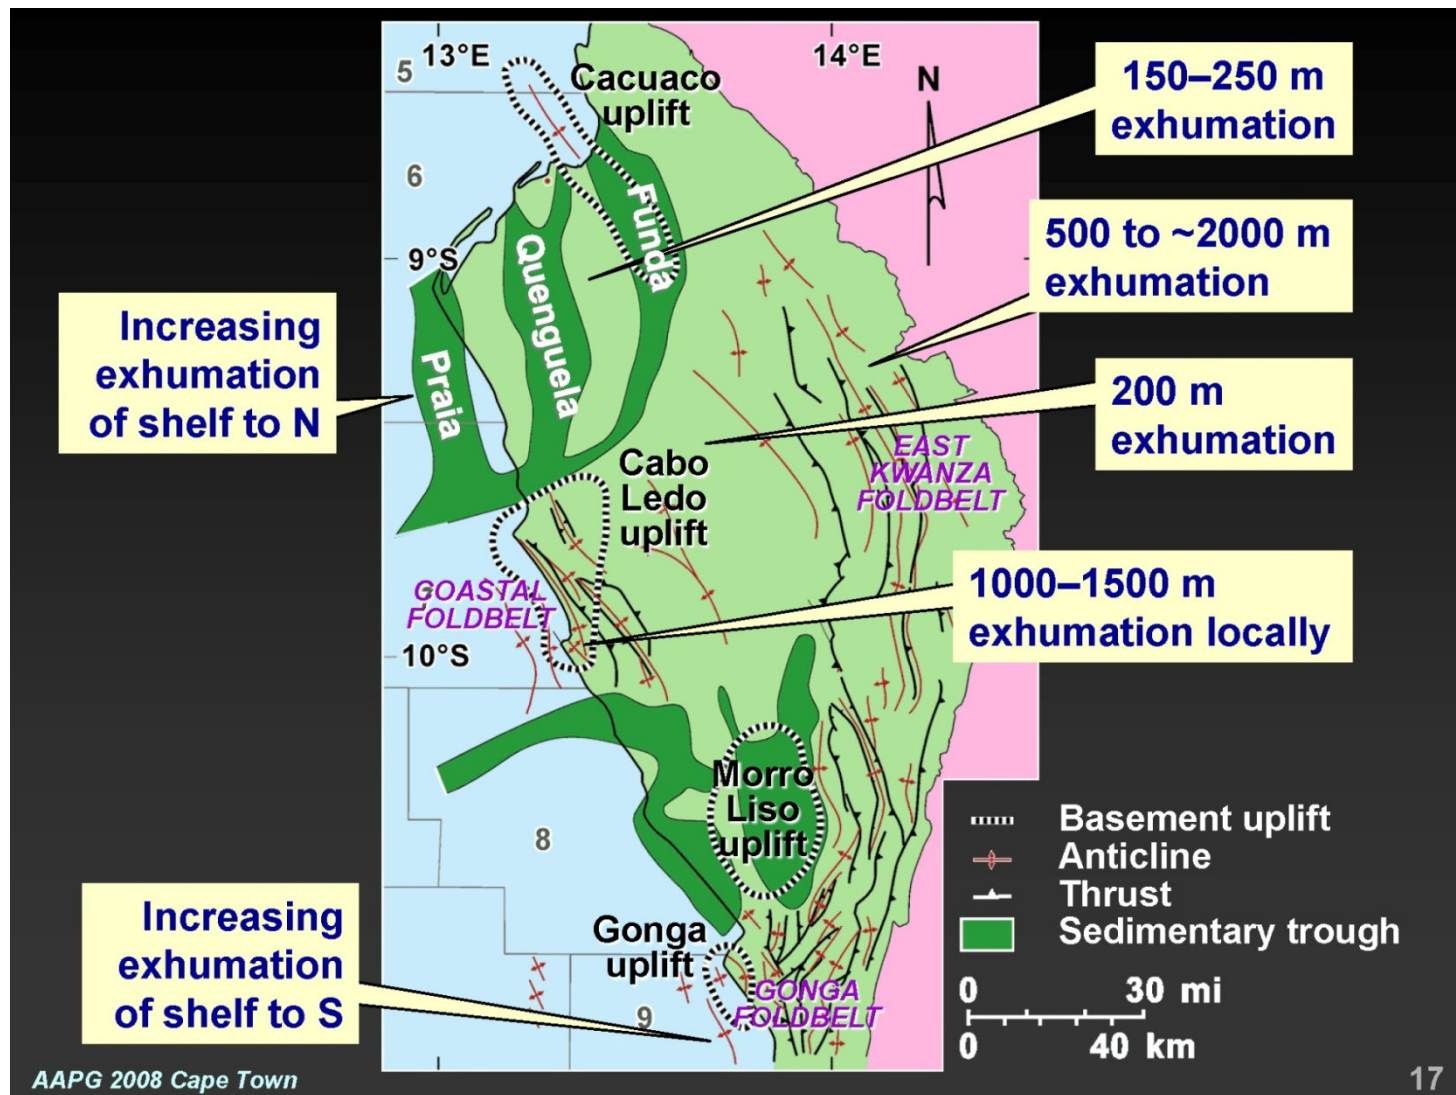 13°E
14°E
5
Cacuaco
uplift
N
150–250 m
exhumation
6
Funda
9°S
Quenguela
500 to ~2000 m
exhumation
Increasing
exhumation
of shelf to N
Praia
200 m
exhumation
EAST
KWANZA
FOLDBELT
Cabo
Ledo
uplift
COASTAL
FOLDBELT
1000–1500 m
exhumation locally
10°S
Morro
Liso
uplift
8
Basement uplift
Anticline
Thrust
Sedimentary trough
Increasing
exhumation
of shelf to S
Gonga
uplift
GONGA
FOLDBELT
9
0 30 mi
0 40 km
AAPG 2008 Cape Town
17